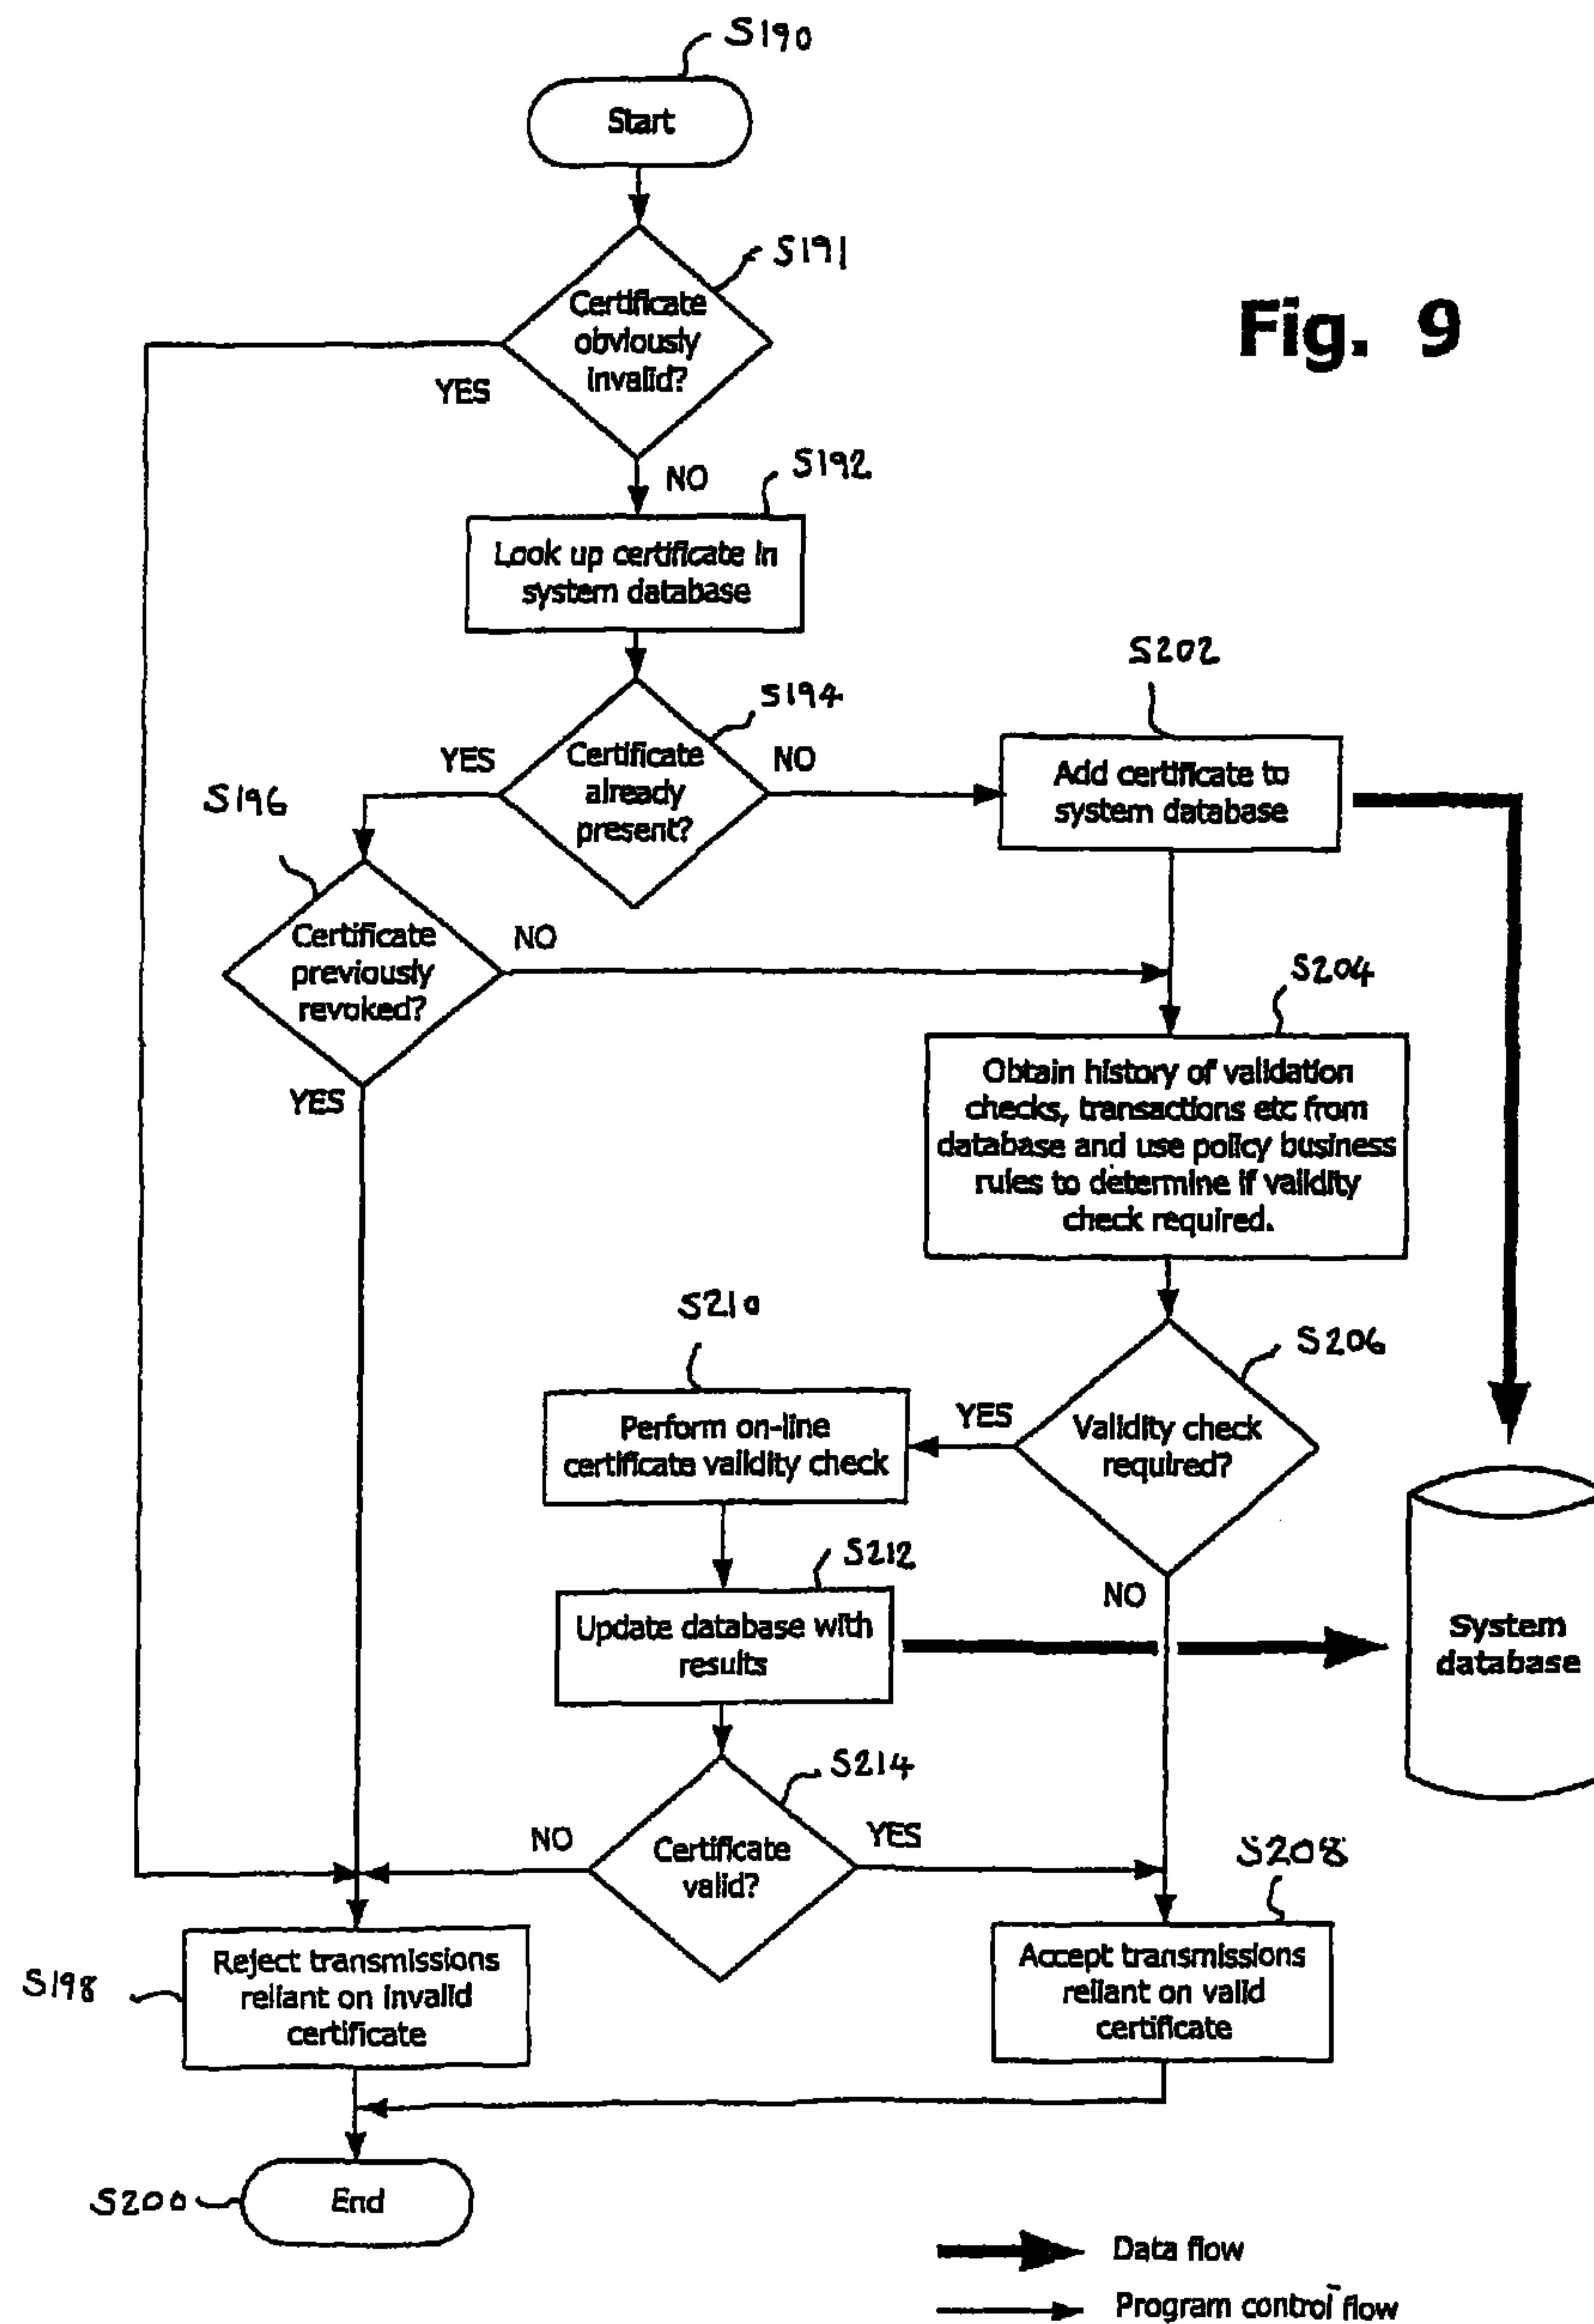 S190
Start
S191
Certificate
obviously
invalid?
Fig. 9
YES
NO
S192
Look up certificate in
system database
S202
S194
YES
Certificate
already
present?
NO
Add certificate to
system database
S196
Certificate
previously
revoked?
NO
YES
S204
Obtain history of validation
checks, transactions etc from
database and use policy business
rules to determine if validity
check required.
S210
S206
Perform on-line
certificate validity check
YES
Validity check
required?
S212
NO
Update database with
results
System
database
S214
NO
Certificate
valid?
YES
S208
S198
Reject transmissions
reliant on invalid
certificate
Accept transmissions
reliant on valid
certificate
S200
End
Data flow
Program control flow